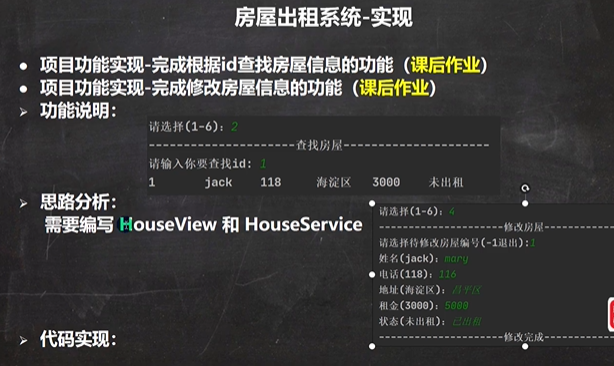 房屋出租系统-实现
● 项目功能实现-完成根据id查找房屋信息的功能（课后作业）
● 项目功能实现-完成修改房屋信息的功能（课后作业）
➢ 功能说明：
请选择(1-6)：2
--------------------查找房屋--------------------
请输入你要查找id: 1
1 jack 118 海淀区 3000 未出租
➢ 思路分析：
需要编写 HouseView 和 HouseService
请选择(1-6)：4
--------------------修改房屋--------------------
请选择待修改房屋编号(-1退出):1
姓名(jack)：mary
电话(118)：116
地址(海淀区)：昌平区
租金(3000)：5000
状态(未出租)：已出租
--------------------修改完成--------------------
➢ 代码实现：